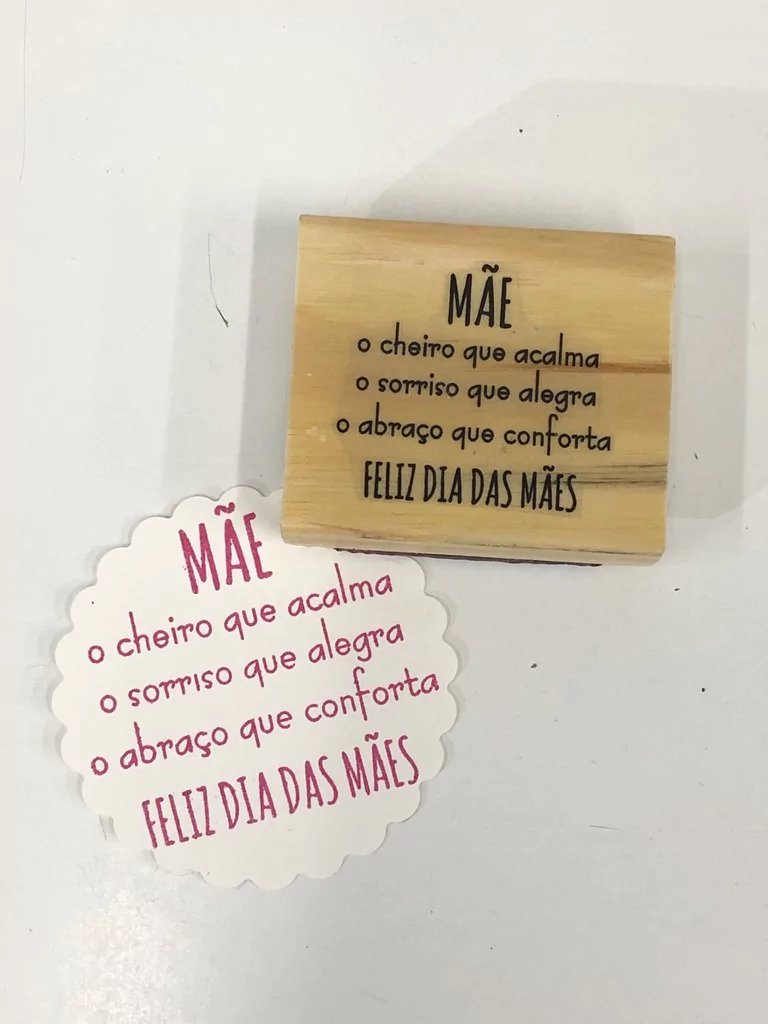 MÃE
o cheiro que acalma
o sorriso que alegra
o abraço que conforta
FELIZ DIA DAS MÃES
MÃE
o cheiro que acalma
o sorriso que alegra
o abraço que conforta
FELIZ DIA DAS MÃES